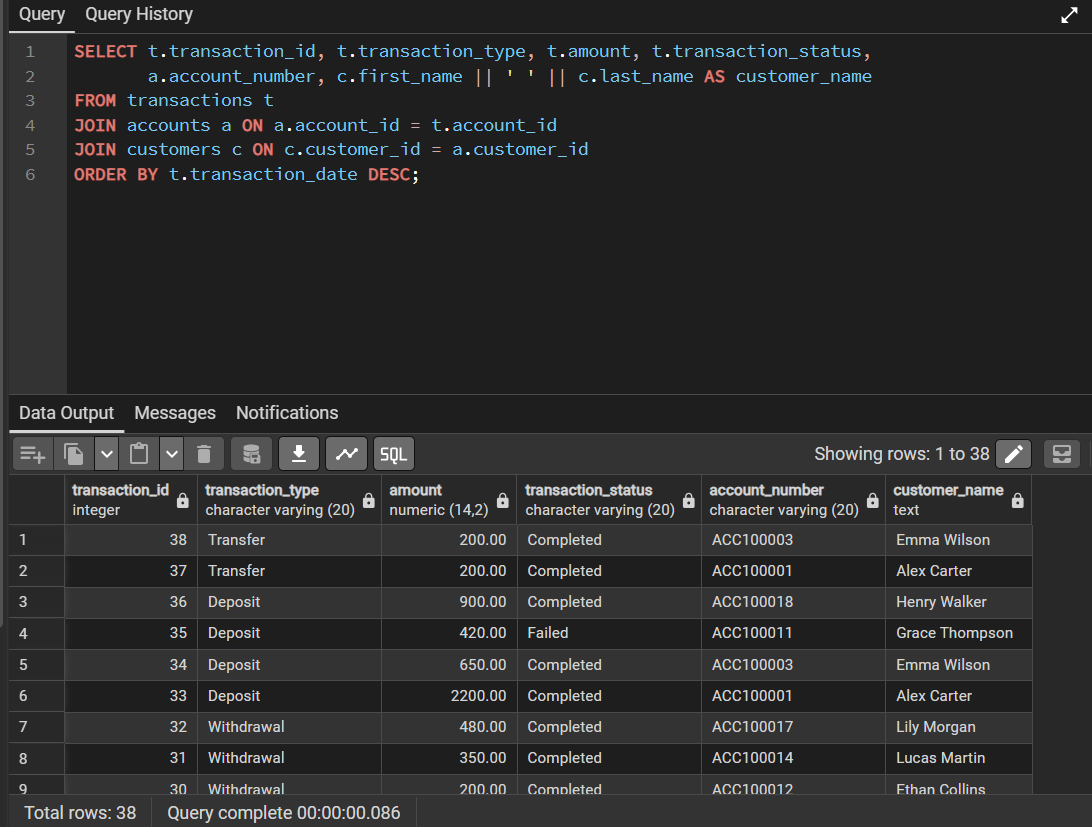 Query Query History
1 SELECT t.transaction_id, t.transaction_type, t.amount, t.transaction_status,
2 a.account_number, c.first_name || ' ' || c.last_name AS customer_name
3 FROM transactions t
4 JOIN accounts a ON a.account_id = t.account_id
5 JOIN customers c ON c.customer_id = a.customer_id
6 ORDER BY t.transaction_date DESC;
Data Output Messages Notifications
SQL Showing rows: 1 to 38
transaction_id transaction_type amount transaction_status account_number customer_name
integer character varying (20) numeric (14,2) character varying (20) character varying (20) text
1 38 Transfer 200.00 Completed ACC100003 Emma Wilson
2 37 Transfer 200.00 Completed ACC100001 Alex Carter
3 36 Deposit 900.00 Completed ACC100018 Henry Walker
4 35 Deposit 420.00 Failed ACC100011 Grace Thompson
5 34 Deposit 650.00 Completed ACC100003 Emma Wilson
6 33 Deposit 2200.00 Completed ACC100001 Alex Carter
7 32 Withdrawal 480.00 Completed ACC100017 Lily Morgan
8 31 Withdrawal 350.00 Completed ACC100014 Lucas Martin
9 30 Withdrawal 200.00 Completed ACC100012 Ethan Collins
Total rows: 38 Query complete 00:00:00.086